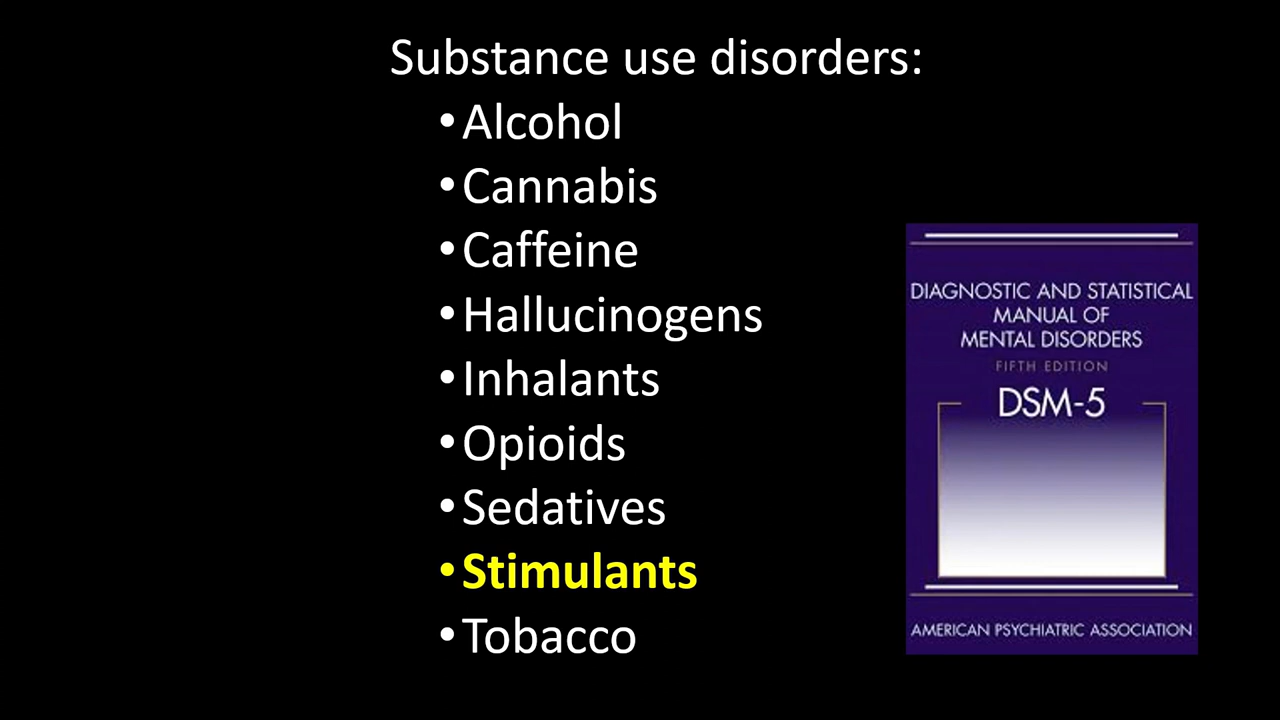 Substance use disorders:
•Alcohol
•Cannabis
•Caffeine
•Hallucinogens
•Inhalants
•Opioids
•Sedatives
•Stimulants
•Tobacco
DIAGNOSTIC AND STATISTICAL
MANUAL OF
MENTAL DISORDERS
FIFTH EDITION
DSM-5
AMERICAN PSYCHIATRIC ASSOCIATION